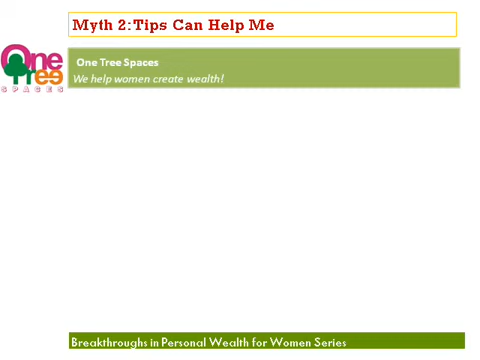 Myth 2: Tips Can Help Me
One Tree Spaces
We help women create wealth!
One
Tree
SPACES
Breakthroughs in Personal Wealth for Women Series